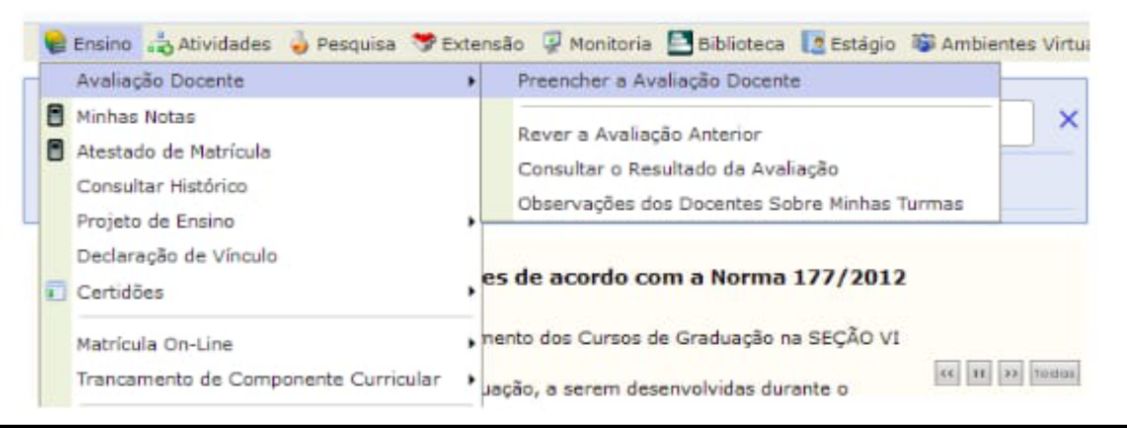 Ensino Atividades Pesquisa Extensão Monitoria Biblioteca Estágio Ambientes Virtua
Avaliação Docente
Minhas Notas
Atestado de Matrícula
Consultar Histórico
Projeto de Ensino
Declaração de Vínculo
Certidões
Matrícula On-Line
Trancamento de Componente Curricular
Preencher a Avaliação Docente
Rever a Avaliação Anterior
Consultar o Resultado da Avaliação
Observações dos Docentes Sobre Minhas Turmas
es de acordo com a Norma 177/2012
mento dos Cursos de Graduação na SEÇÃO VI
uação, a serem desenvolvidas durante o
<< || >> Todas